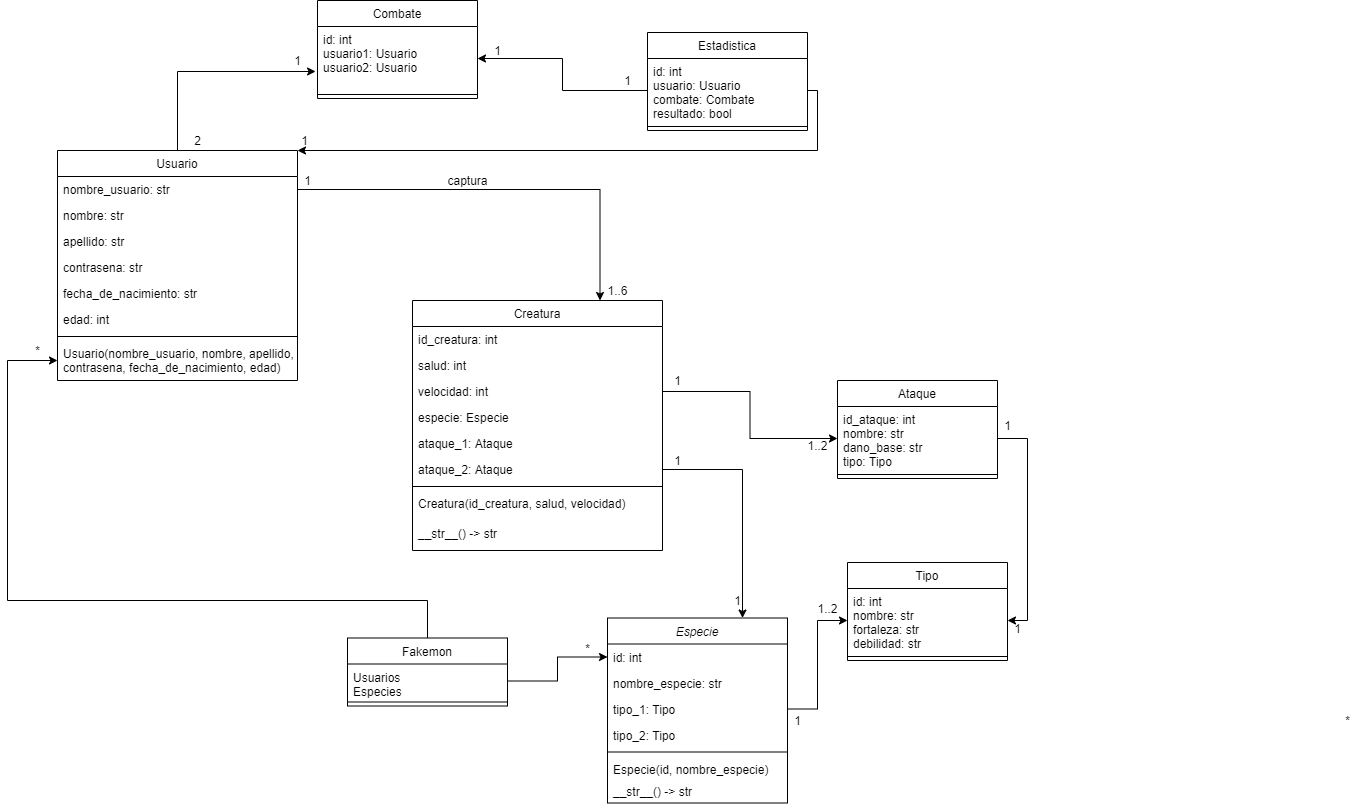 Combate
id: int
usuario1: Usuario
usuario2: Usuario
1
1
1
Estadistica
id: int
usuario: Usuario
combate: Combate
resultado: bool
2
1
Usuario
nombre_usuario: str
nombre: str
apellido: str
contrasena: str
fecha_de_nacimiento: str
edad: int
Usuario(nombre_usuario, nombre, apellido,
contrasena, fecha_de_nacimiento, edad)
*
1
captura
1..6
Creatura
id_creatura: int
salud: int
velocidad: int
especie: Especie
ataque_1: Ataque
ataque_2: Ataque
Creatura(id_creatura, salud, velocidad)
__str__() -> str
1
1..2
1
1
Ataque
id_ataque: int
nombre: str
dano_base: str
tipo: Tipo
1
1
Tipo
id: int
nombre: str
fortaleza: str
debilidad: str
1..2
1
Fakemon
Usuarios
Especies
*
Especie
id: int
nombre_especie: str
tipo_1: Tipo
tipo_2: Tipo
Especie(id, nombre_especie)
__str__() -> str
*